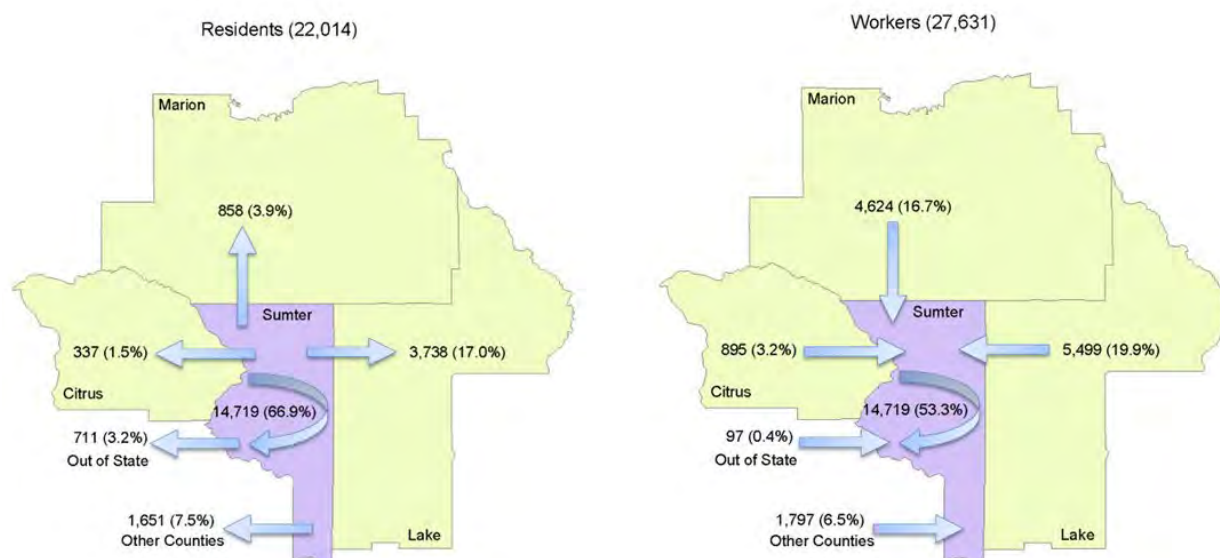 Residents (22,014)
Marion
858 (3.9%)
Sumter
337 (1.5%)
3,738 (17.0%)
Citrus
14,719 (66.9%)
711 (3.2%)
Out of State
1,651 (7.5%)
Other Counties
Lake
Workers (27,631)
Marion
4,624 (16.7%)
Sumter
895 (3.2%)
5,499 (19.9%)
Citrus
14,719 (53.3%)
97 (0.4%)
Out of State
1,797 (6.5%)
Other Counties
Lake